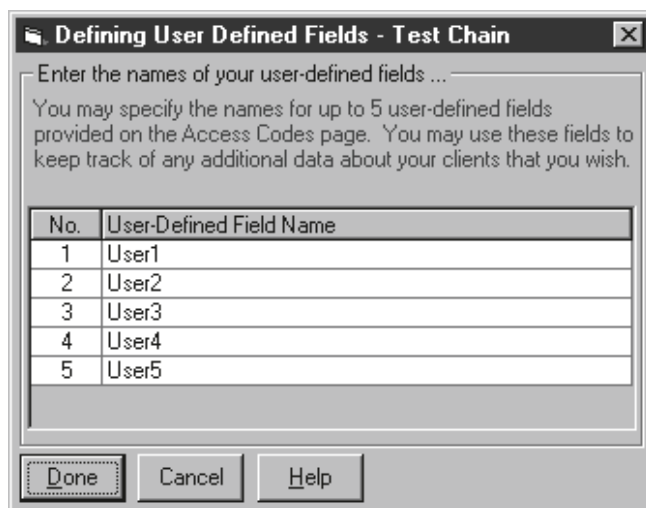 Defining User Defined Fields - Test Chain
Enter the names of your user-defined fields ...
You may specify the names for up to 5 user-defined fields
provided on the Access Codes page. You may use these fields to
keep track of any additional data about your clients that you wish.
No. User-Defined Field Name
1 User1
2 User2
3 User3
4 User4
5 User5
Done Cancel Help